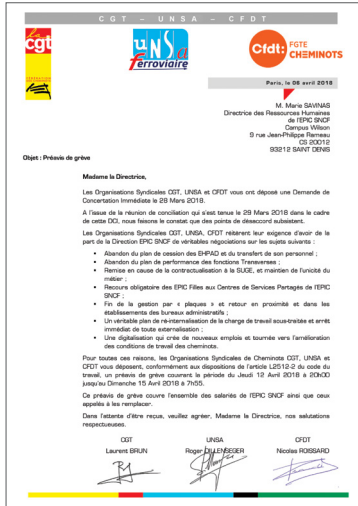 CGT – UNSA – CFDT
la
cgt
UNSa
ferroviaire
Cfdt:
FGTE
CHEMINOTS
Paris, le 06 avril 2018
M. Marie SAVINAS
Directrice des Ressources Humaines
de l'EPIC SNCF
Campus Wilson
9 rue Jean-Philippe Rameau
CS 20012
93212 SAINT DENIS
Objet : Préavis de grève
Madame la Directrice,
Les Organisations Syndicales CGT, UNSA et CFDT vous ont déposé une Demande de
Concertation Immédiate le 28 Mars 2018.
A l'issue de la réunion de conciliation qui s'est tenue le 29 Mars 2018 dans le cadre
de cette DCI, nous faisons le constat que des points de désaccord subsistent.
Les Organisations Syndicales CGT, UNSA, CFDT réitèrent leur exigence d'avoir de la
part de la Direction EPIC SNCF de véritables négociations sur les sujets suivants :
• Abandon du plan de cession des EHPAD et du transfert de son personnel ;
• Abandon du plan de performance des fonctions Transverses ;
• Remise en cause de la contractualisation à la SUGE, et maintien de l'unicité du
métier ;
• Recours obligatoire des EPIC Filles aux Centres de Services Partagés de l'EPIC
SNCF ;
• Fin de la gestion par « plaques » et retour en proximité et dans les
établissements des bureaux administratifs ;
• Un véritable plan de ré-internalisation de la charge de travail sous-traitée et arrêt
immédiat de toute externalisation ;
• Une digitalisation qui crée de nouveaux emplois et tournée vers l'amélioration
des conditions de travail des cheminots.
Pour toutes ces raisons, les Organisations Syndicales de Cheminots CGT, UNSA et
CFDT vous déposent, conformément aux dispositions de l'article L2512-2 du code du
travail, un préavis de grève couvrant la période du Jeudi 12 Avril 2018 à 20h00
jusqu'au Dimanche 15 Avril 2018 à 7h55.
Ce préavis de grève couvre l'ensemble des salariés de l'EPIC SNCF ainsi que ceux
appelés à les remplacer.
Dans l'attente d'être reçus, veuillez agréer, Madame la Directrice, nos salutations
respectueuses.
CGT UNSA CFDT
Laurent BRUN Roger DILLENSEGER Nicolas ROISSARD